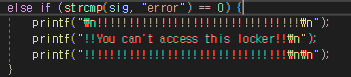 else if (strcmp(sig, "error") == 0) {
printf("₩n!!!!!!!!!!!!!!!!!!!!!!!!!!!!!!!!!₩n");
printf("!!You can't access this locker!!₩n");
printf("!!!!!!!!!!!!!!!!!!!!!!!!!!!!!!!!!₩n₩n");
}